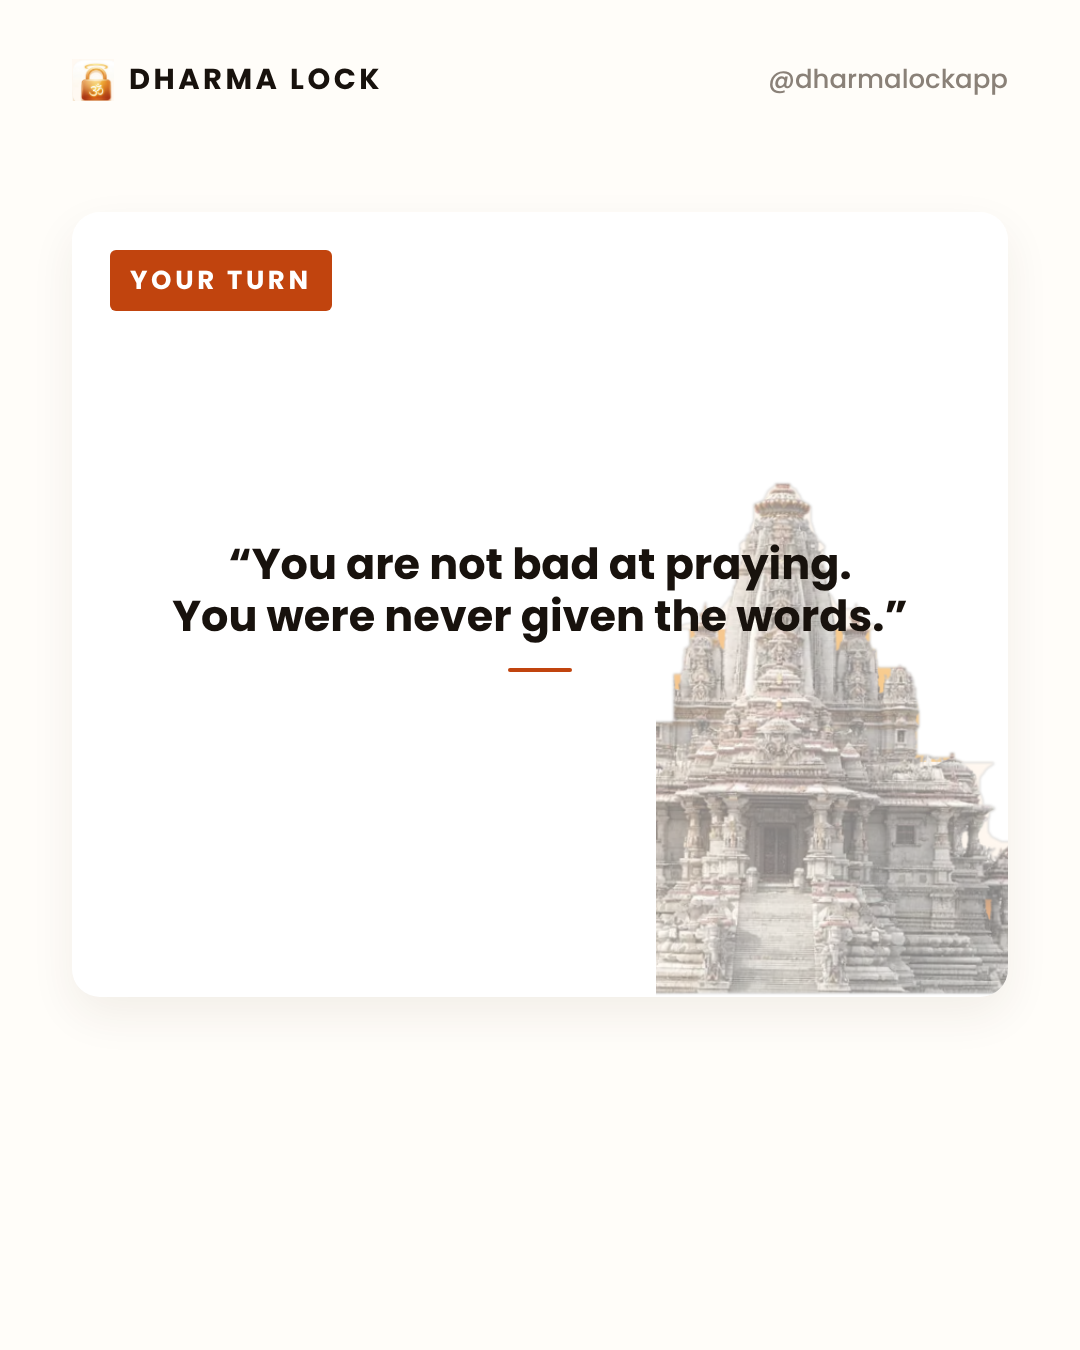 DHARMA LOCK
@dharmalockapp
YOUR TURN
“You are not bad at praying.
You were never given the words.”